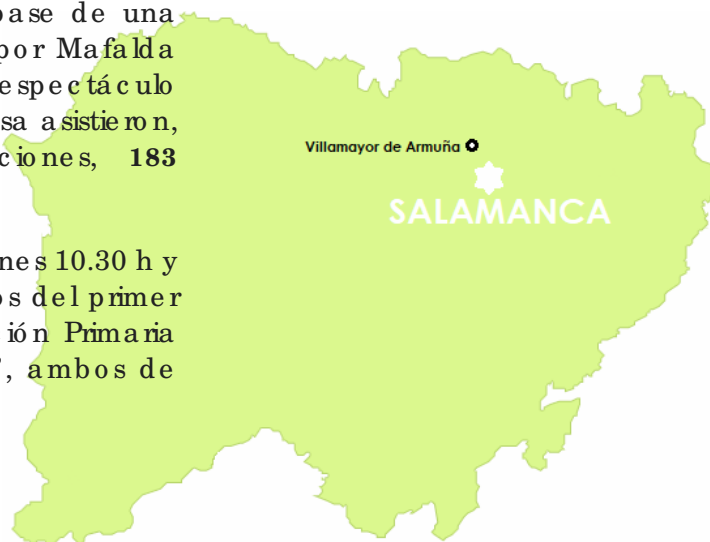 base de una
por Mafalda
espectáculo
sa asistieron,
ciones, 183
nes 10.30 h y
os del primer
ión Primaria
, ambos de
Villamayor de Armuña
SALAMANCA